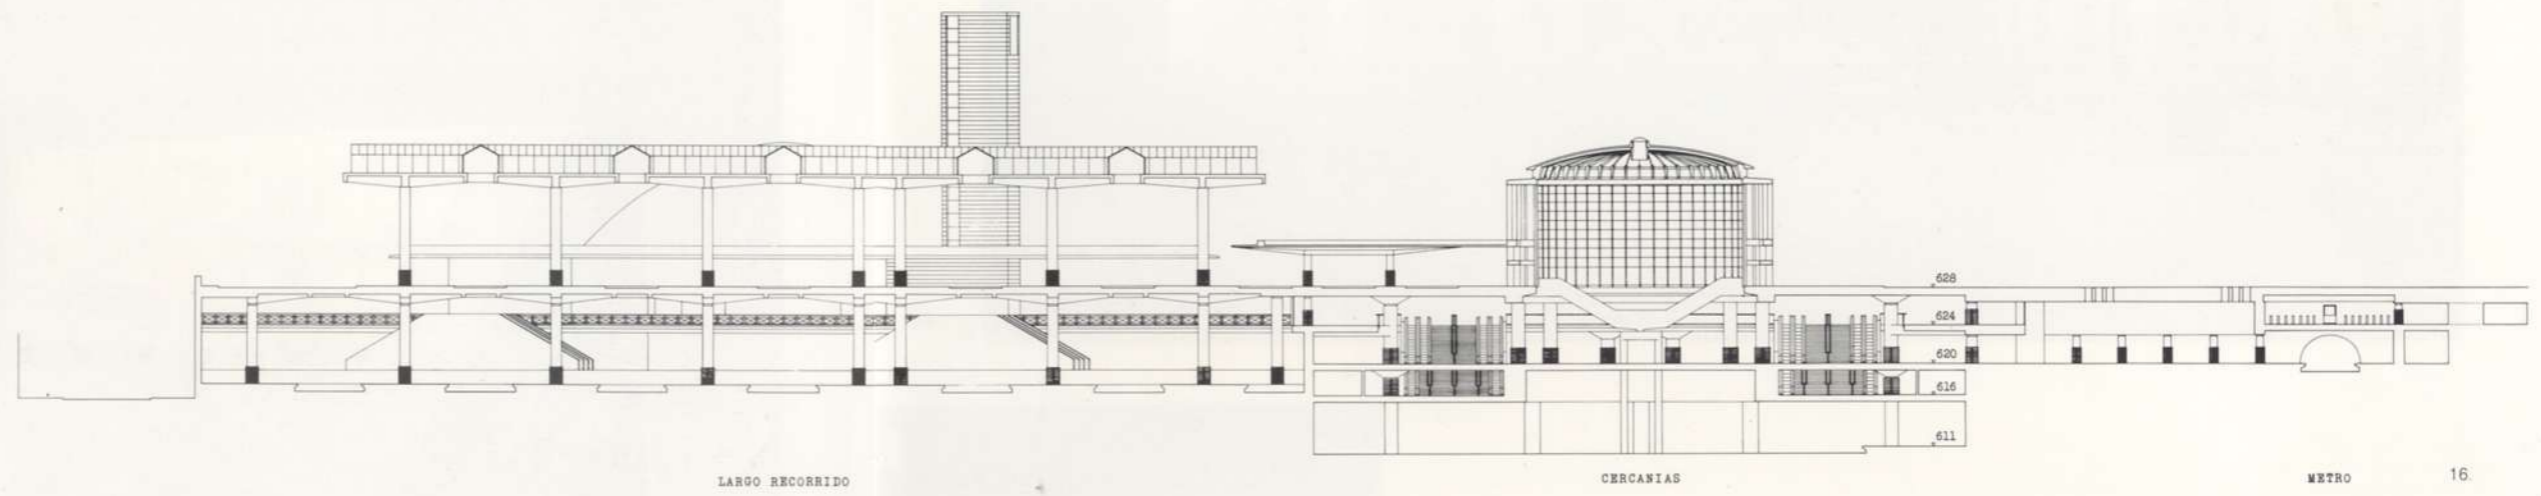 628
624
620
616
611
LARGO RECORRIDO
CERCANIAS
METRO
16.